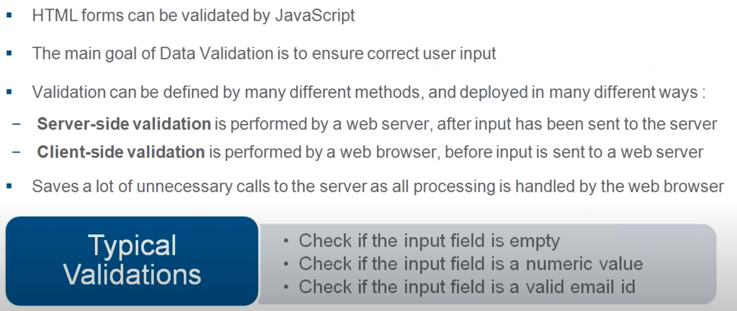 ▪ HTML forms can be validated by JavaScript
▪ The main goal of Data Validation is to ensure correct user input
▪ Validation can be defined by many different methods, and deployed in many different ways :
– Server-side validation is performed by a web server, after input has been sent to the server
– Client-side validation is performed by a web browser, before input is sent to a web server
▪ Saves a lot of unnecessary calls to the server as all processing is handled by the web browser
Typical
Validations
• Check if the input field is empty
• Check if the input field is a numeric value
• Check if the input field is a valid email id